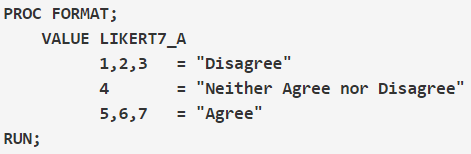 PROC FORMAT;
VALUE LIKERT7_A
1,2,3 = "Disagree"
4 = "Neither Agree nor Disagree"
5,6,7 = "Agree"
RUN;